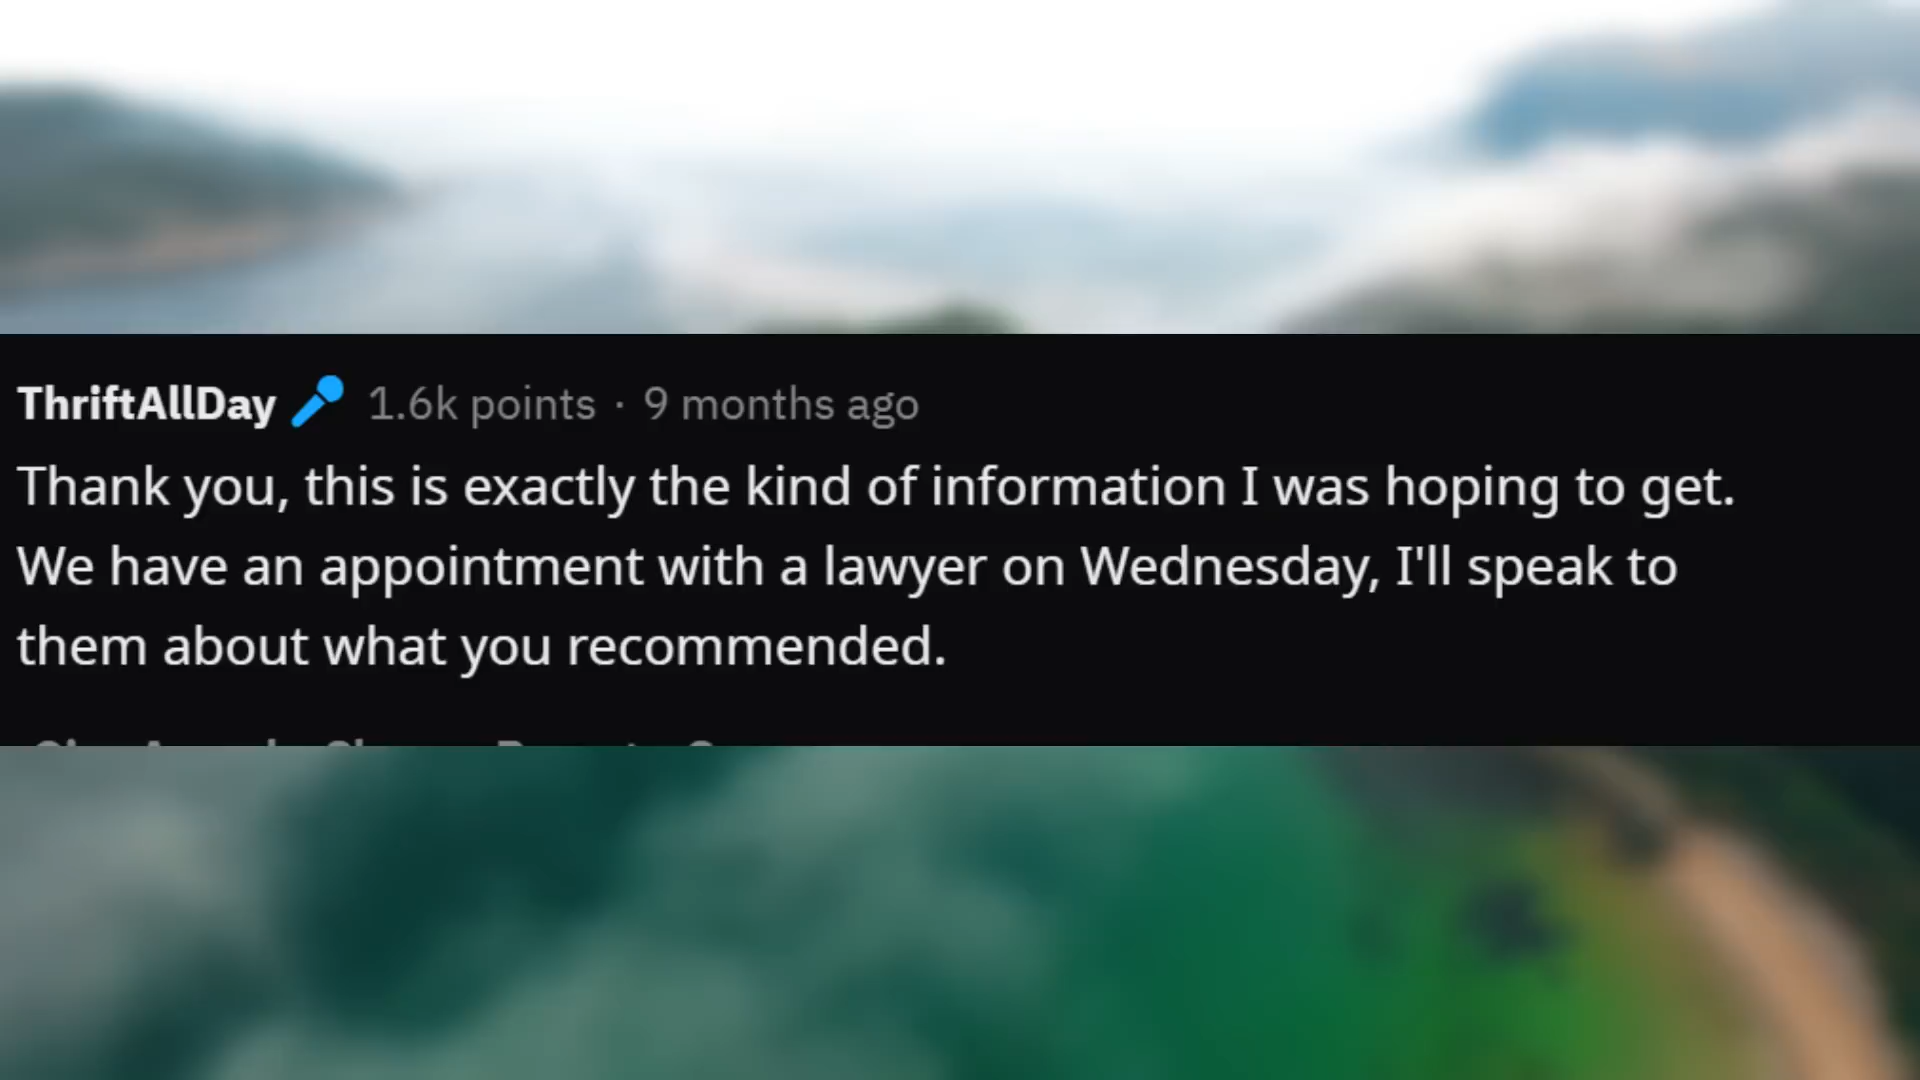 ThriftAllDay 1.6k points · 9 months ago
Thank you, this is exactly the kind of information I was hoping to get.
We have an appointment with a lawyer on Wednesday, I'll speak to
them about what you recommended.